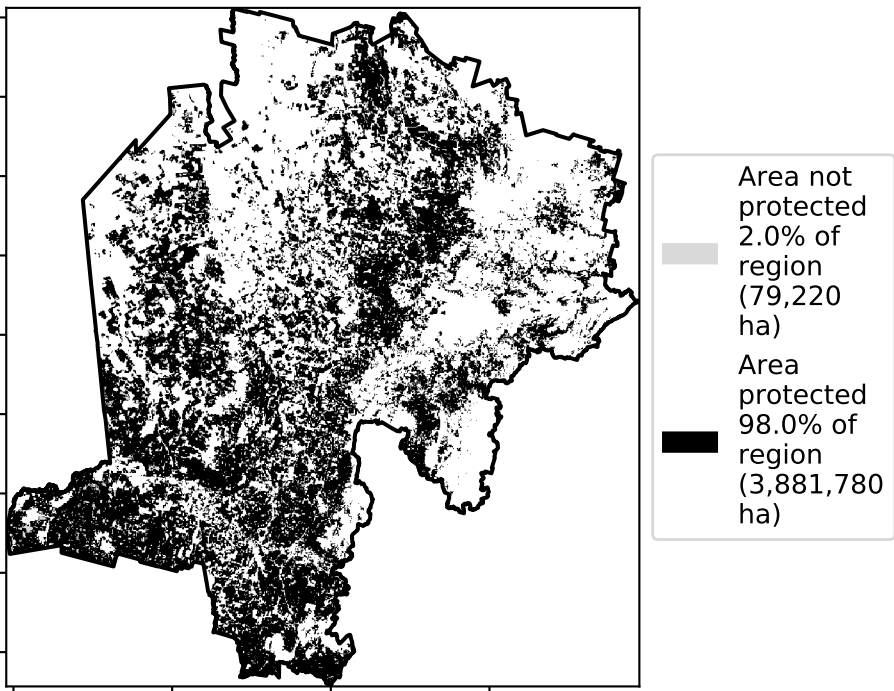 Area not
protected
2.0% of
region
(79,220
ha)
Area
protected
98.0% of
region
(3,881,780
ha)